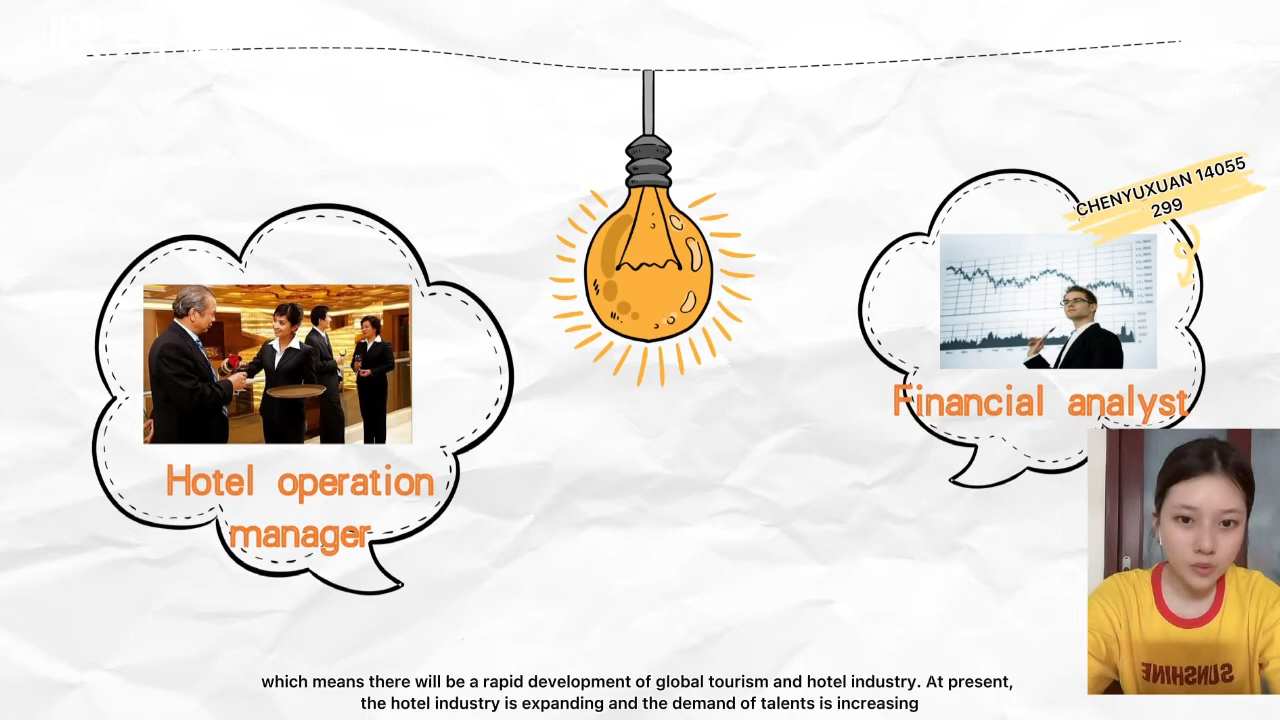 CHENYUXUAN 14055
299
Financial analyst
Hotel operation
manager
SUNSHINE
which means there will be a rapid development of global tourism and hotel industry. At present,
the hotel industry is expanding and the demand of talents is increasing